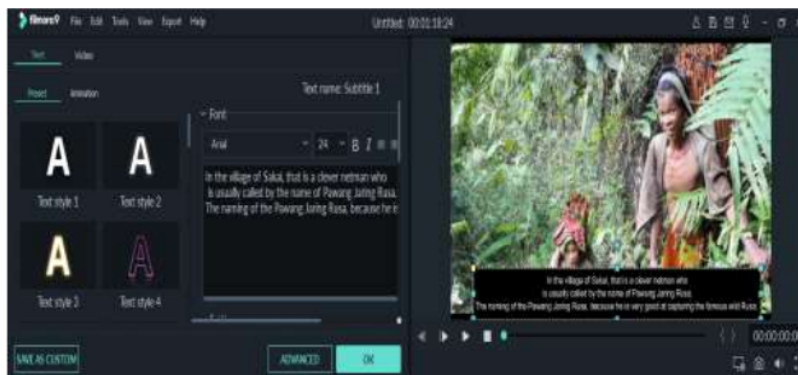 filmora9 File Edit Tools View Export Help Untitled: 00:01:18:24
Text Video
Preset Animation
Text name: Subtitle 1
Font
Arial 24 B I
In the village of Sakai, that is a clever netman who
is usually called by the name of Pawang Jaring Rusa,
The naming of the Pawang Jaring Rusa, because he is
Text style 1 Text style 2
Text style 3 Text style 4
SAVE AS CUSTOM ADVANCED OK
In the village of Sakai, that is a clever netman who
is usually called by the name of Pawang Jaring Rusa,
The naming of the Pawang Jaring Rusa, because he is very good at capturing the famous wild Rusa